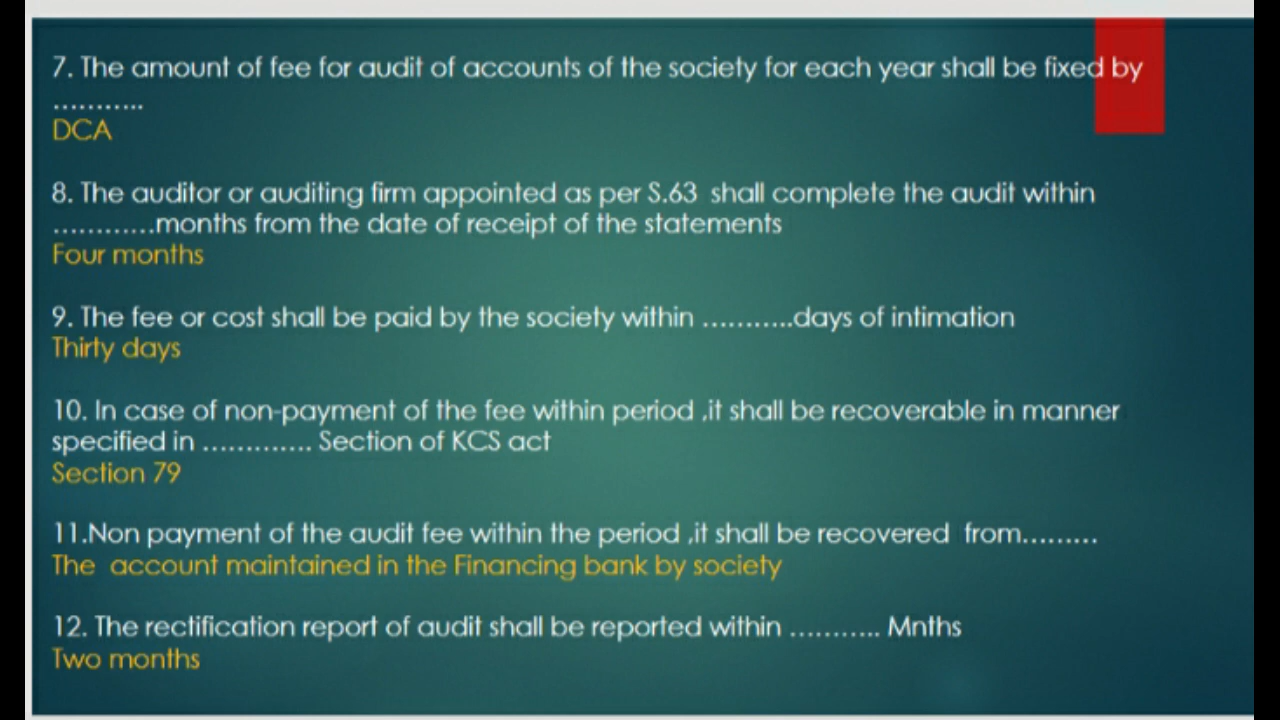 7. The amount of fee for audit of accounts of the society for each year shall be fixed by
...........
DCA
8. The auditor or auditing firm appointed as per S.63 shall complete the audit within
............months from the date of receipt of the statements
Four months
9. The fee or cost shall be paid by the society within ...........days of intimation
Thirty days
10. In case of non-payment of the fee within period ,it shall be recoverable in manner
specified in ............. Section of KCS act
Section 79
11.Non payment of the audit fee within the period ,it shall be recovered from.........
The account maintained in the Financing bank by society
12. The rectification report of audit shall be reported within ........... Mnths
Two months